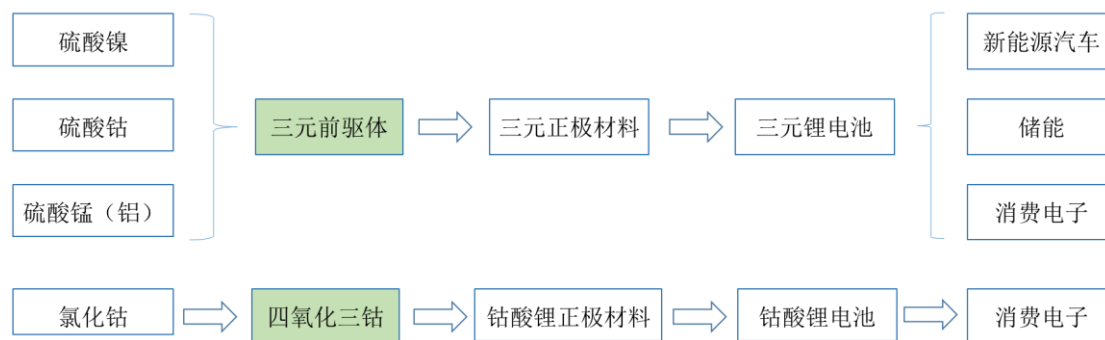 硫酸镍
硫酸钴
硫酸锰（铝）
三元前驱体
三元正极材料
三元锂电池
新能源汽车
储能
消费电子
氯化钴
四氧化三钴
钴酸锂正极材料
钴酸锂电池
消费电子